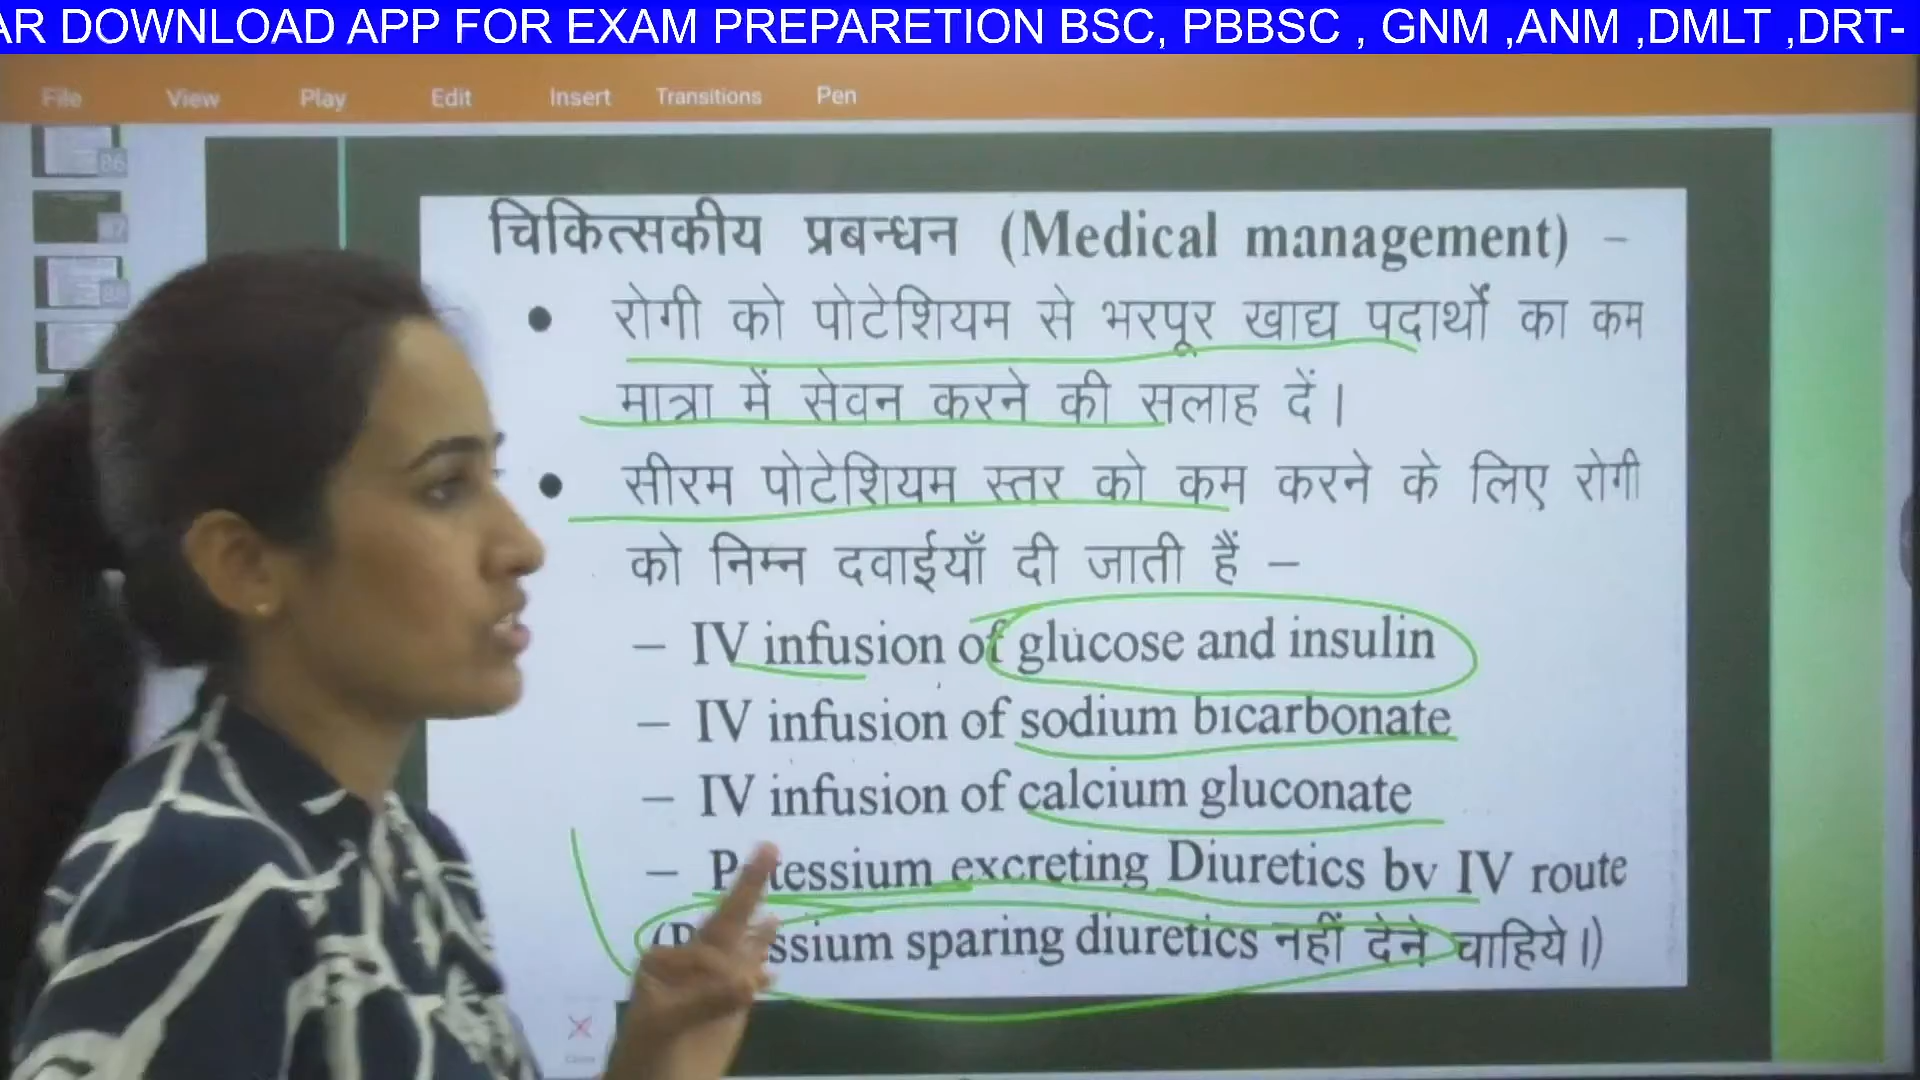 AR DOWNLOAD APP FOR EXAM PREPARETION BSC, PBBSC , GNM ,ANM ,DMLT ,DRT-
File View Play Edit Insert Transitions Pen
86
87
88
चिकित्सकीय प्रबन्धन (Medical management) –
• रोगी को पोटेशियम से भरपूर खाद्य पदार्थों का कम
मात्रा में सेवन करने की सलाह दें।
• सीरम पोटेशियम स्तर को कम करने के लिए रोगी
को निम्न दवाईयाँ दी जाती हैं –
– IV infusion of glucose and insulin
– IV infusion of sodium bicarbonate
– IV infusion of calcium gluconate
– excreting Diuretics by IV route
sparing diuretics नहीं देने चाहिये।)